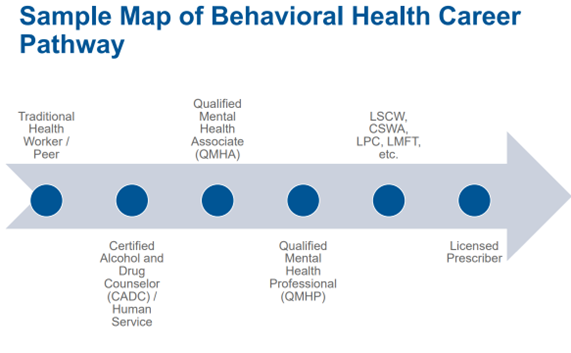 Sample Map of Behavioral Health Career
Pathway
Traditional
Health
Worker /
Peer
Certified
Alcohol and
Drug
Counselor
(CADC) /
Human
Service
Qualified
Mental
Health
Associate
(QMHA)
Qualified
Mental
Health
Professional
(QMHP)
LSCW,
CSWA,
LPC, LMFT,
etc.
Licensed
Prescriber